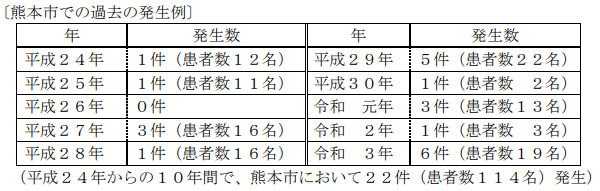 〔熊本市での過去の発生例〕
年 発生数 年 発生数
平成２４年 １件（患者数１２名） 平成２９年 ５件（患者数２２名）
平成２５年 １件（患者数１１名） 平成３０年 １件（患者数　２名）
平成２６年 ０件 令和　元年 ３件（患者数１３名）
平成２７年 ３件（患者数１６名） 令和　２年 １件（患者数　３名）
平成２８年 １件（患者数１６名） 令和　３年 ６件（患者数１９名）
（平成２４年からの１０年間で、熊本市において２２件（患者数１１４名）発生）